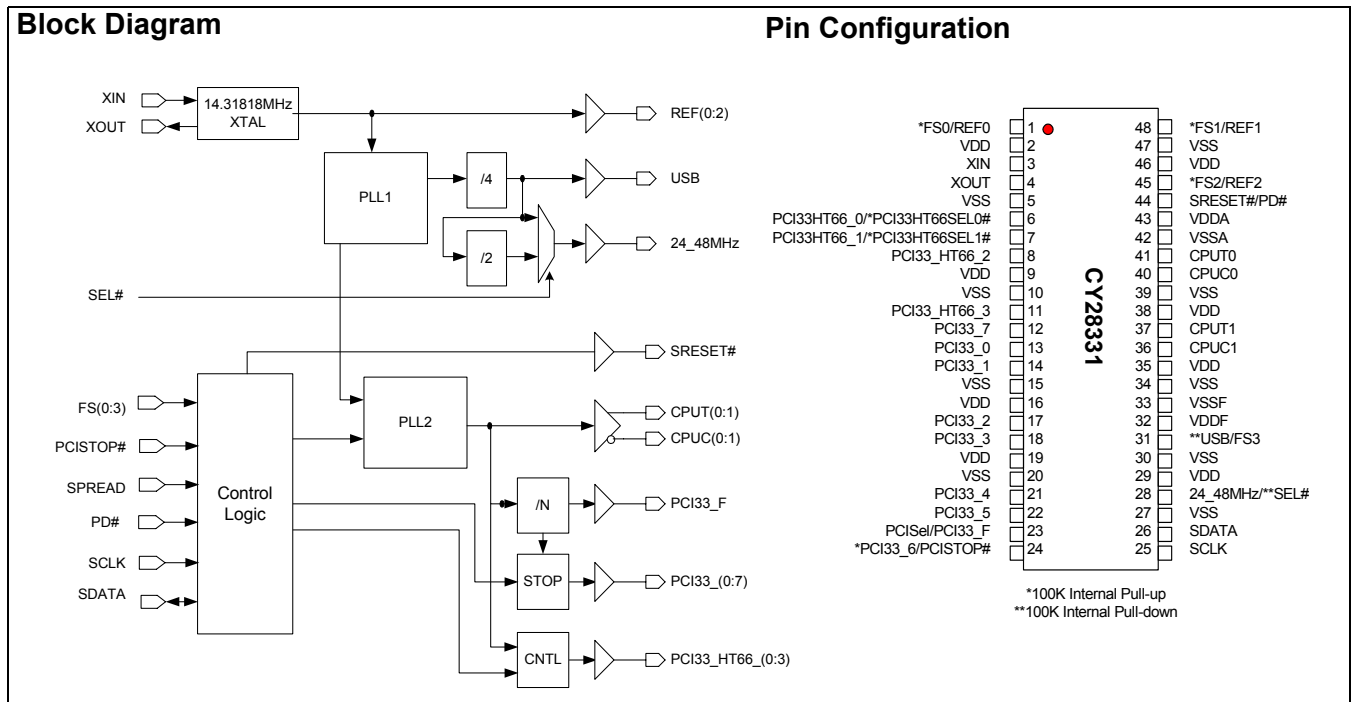 Block Diagram
Pin Configuration
XIN
XOUT
14.31818MHz
XTAL
REF(0:2)
PLL1
/4
USB
/2
24_48MHz
SEL#
SRESET#
FS(0:3)
PCISTOP#
SPREAD
PD#
SCLK
SDATA
Control
Logic
PLL2
CPUT(0:1)
CPUC(0:1)
/N
PCI33_F
STOP
PCI33_(0:7)
CNTL
PCI33_HT66_(0:3)
*FS0/REF0 1 48 *FS1/REF1
VDD 2 47 VSS
XIN 3 46 VDD
XOUT 4 45 *FS2/REF2
VSS 5 44 SRESET#/PD#
PCI33HT66_0/*PCI33HT66SEL0# 6 43 VDDA
PCI33HT66_1/*PCI33HT66SEL1# 7 42 VSSA
PCI33_HT66_2 8 41 CPUT0
VDD 9 40 CPUC0
VSS 10 39 VSS
PCI33_HT66_3 11 38 VDD
PCI33_7 12 37 CPUT1
PCI33_0 13 36 CPUC1
PCI33_1 14 35 VDD
VSS 15 34 VSS
VDD 16 33 VSSF
PCI33_2 17 32 VDDF
PCI33_3 18 31 **USB/FS3
VDD 19 30 VSS
VSS 20 29 VDD
PCI33_4 21 28 24_48MHz/**SEL#
PCI33_5 22 27 VSS
PCISel/PCI33_F 23 26 SDATA
*PCI33_6/PCISTOP# 24 25 SCLK
CY28331
*100K Internal Pull-up
**100K Internal Pull-down